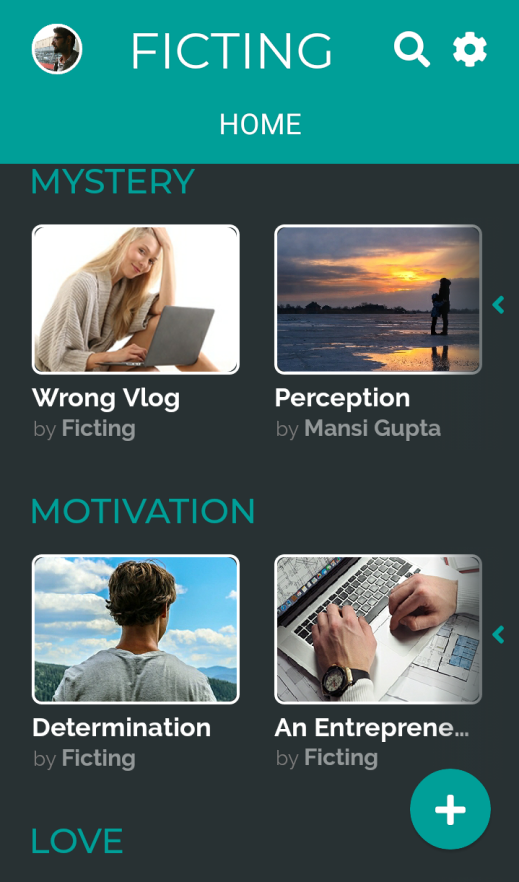 FICTING
HOME
MYSTERY
Wrong Vlog
Perception
by Ficting
by Mansi Gupta
MOTIVATION
Determination
An Entreprene...
by Ficting
by Ficting
LOVE